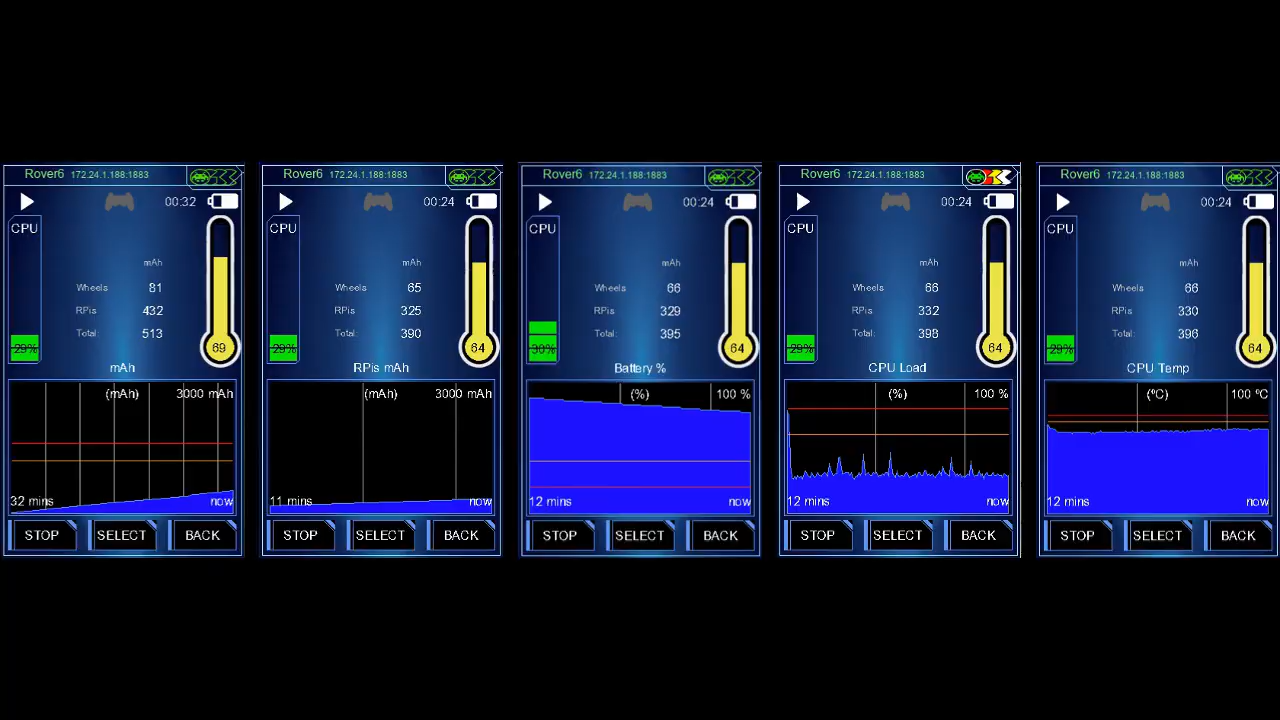 Rover6 172.24.1.188:1883
00:32
CPU
mAh
Wheels 81
RPis 432
Total: 513
29%
69
mAh
(mAh) 3000 mAh
32 mins now
STOP SELECT BACK
Rover6 172.24.1.188:1883
00:24
CPU
mAh
Wheels 65
RPis 325
Total: 390
29%
64
RPis mAh
(mAh) 3000 mAh
11 mins now
STOP SELECT BACK
Rover6 172.24.1.188:1883
00:24
CPU
mAh
Wheels 66
RPis 329
Total: 395
30%
64
Battery %
(%) 100 %
12 mins now
STOP SELECT BACK
Rover6 172.24.1.188:1883
00:24
CPU
mAh
Wheels 66
RPis 332
Total: 398
29%
64
CPU Load
(%) 100 %
12 mins now
STOP SELECT BACK
Rover6 172.24.1.188:1883
00:24
CPU
mAh
Wheels 66
RPis 330
Total: 396
29%
64
CPU Temp
(ºC) 100 ºC
12 mins now
STOP SELECT BACK